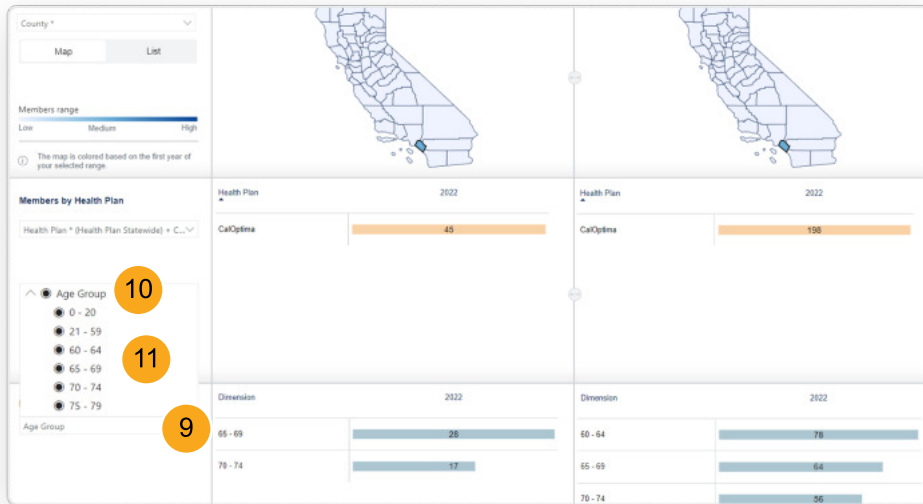 County *
Map List
Members range
Low Medium High
The map is colored based on the first year of
your selected range.
Members by Health Plan
Health Plan * (Health Plan Statewide) + C...
10
Age Group
0 - 20
21 - 59
60 - 64
11
65 - 69
70 - 74
75 - 79
Age Group
9
Health Plan 2022
CalOptima 45
Dimension 2022
65 - 69 28
70 - 74 17
Health Plan 2022
CalOptima 198
Dimension 2022
60 - 64 78
65 - 69 64
70 - 74 56